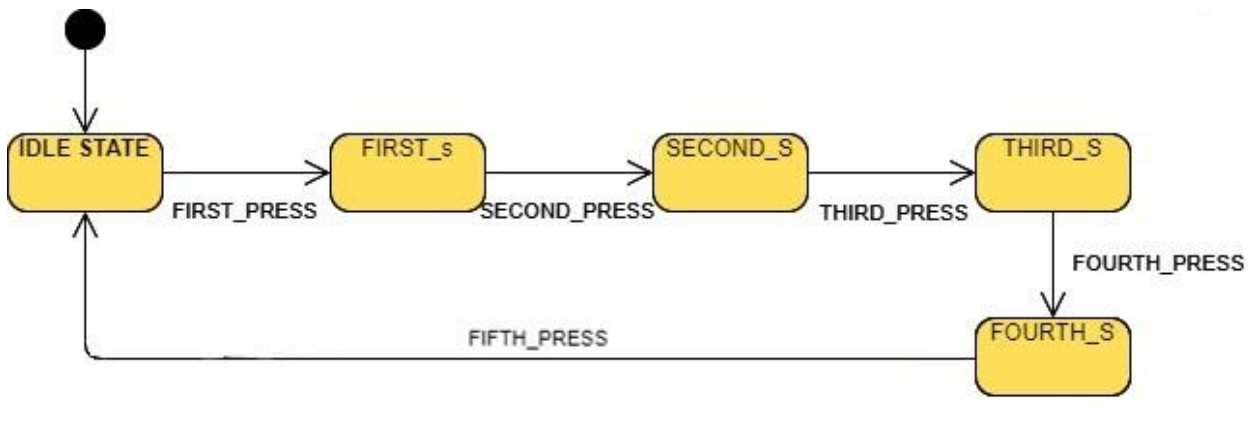 IDLE STATE
FIRST_s
SECOND_S
THIRD_S
FIRST_PRESS
SECOND_PRESS
THIRD_PRESS
FOURTH_PRESS
FOURTH_S
FIFTH_PRESS